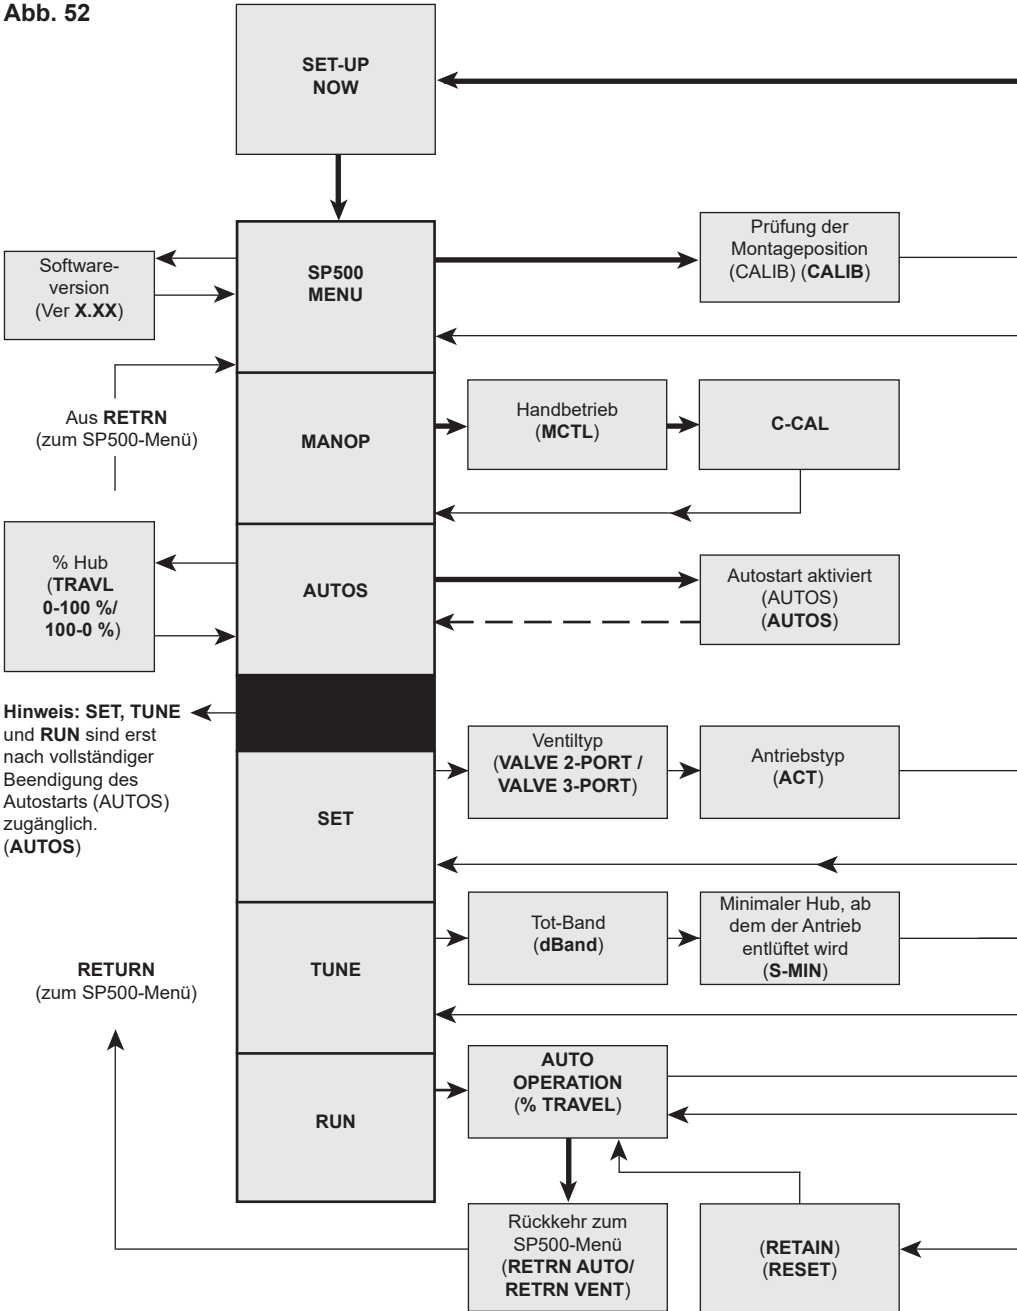 Abb. 52
SET-UP
NOW
Software-
version
(Ver X.XX)
SP500
MENU
Prüfung der
Montageposition
(CALIB) (CALIB)
Aus RETRN
(zum SP500-Menü)
MANOP
Handbetrieb
(MCTL)
C-CAL
% Hub
(TRAVL
0-100 %/
100-0 %)
AUTOS
Autostart aktiviert
(AUTOS)
(AUTOS)
Hinweis: SET, TUNE
und RUN sind erst
nach vollständiger
Beendigung des
Autostarts (AUTOS)
zugänglich.
(AUTOS)
SET
Ventiltyp
(VALVE 2-PORT /
VALVE 3-PORT)
Antriebstyp
(ACT)
TUNE
Tot-Band
(dBand)
Minimaler Hub, ab
dem der Antrieb
entlüftet wird
(S-MIN)
RETURN
(zum SP500-Menü)
RUN
AUTO
OPERATION
(% TRAVEL)
Rückkehr zum
SP500-Menü
(RETRN AUTO/
RETRN VENT)
(RETAIN)
(RESET)